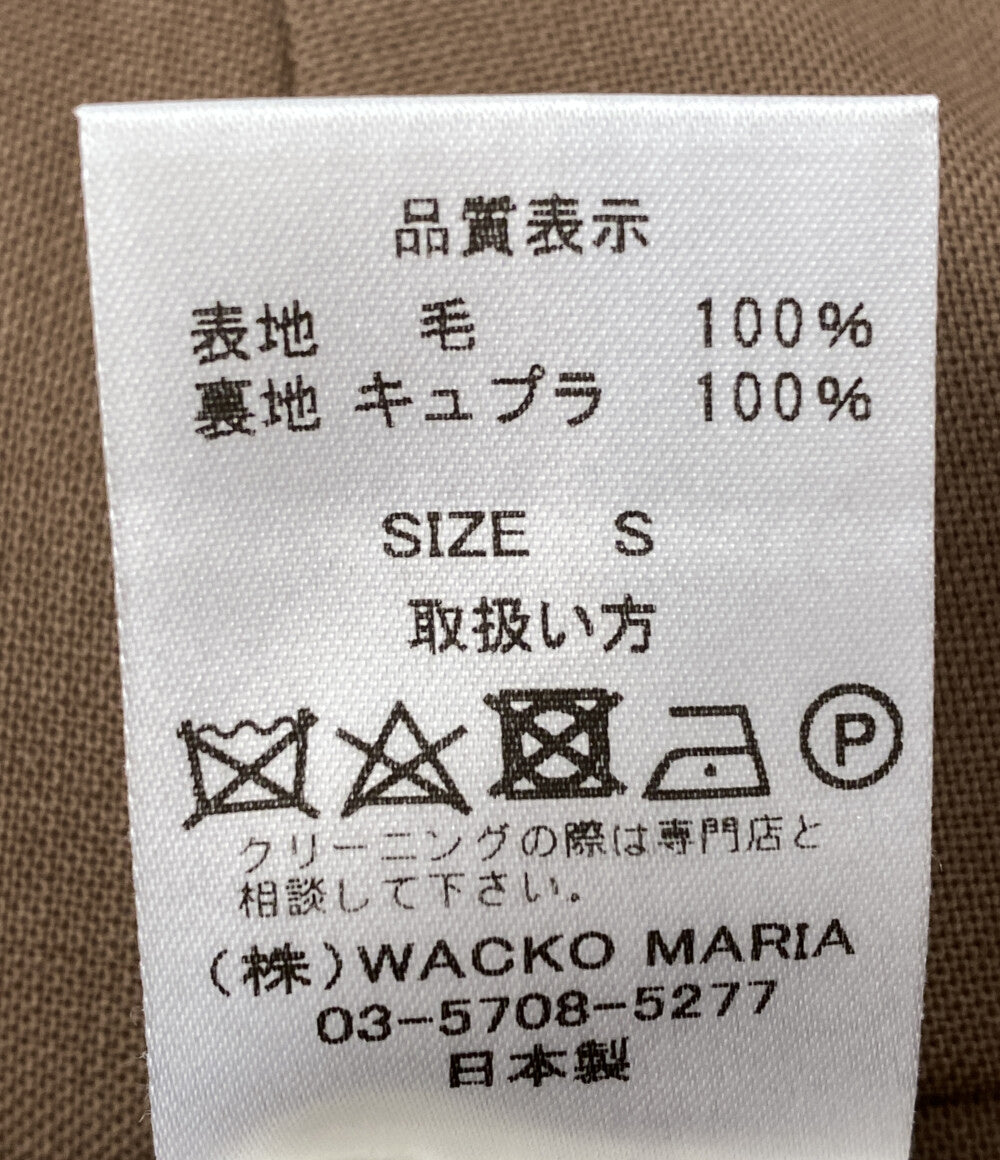 品質表示
表地 毛 100%
裏地 キュプラ 100%
SIZE S
取扱い方
P
クリーニングの際は専門店と
相談して下さい。
(株)WACKO MARIA
03-5708-5277
日本製